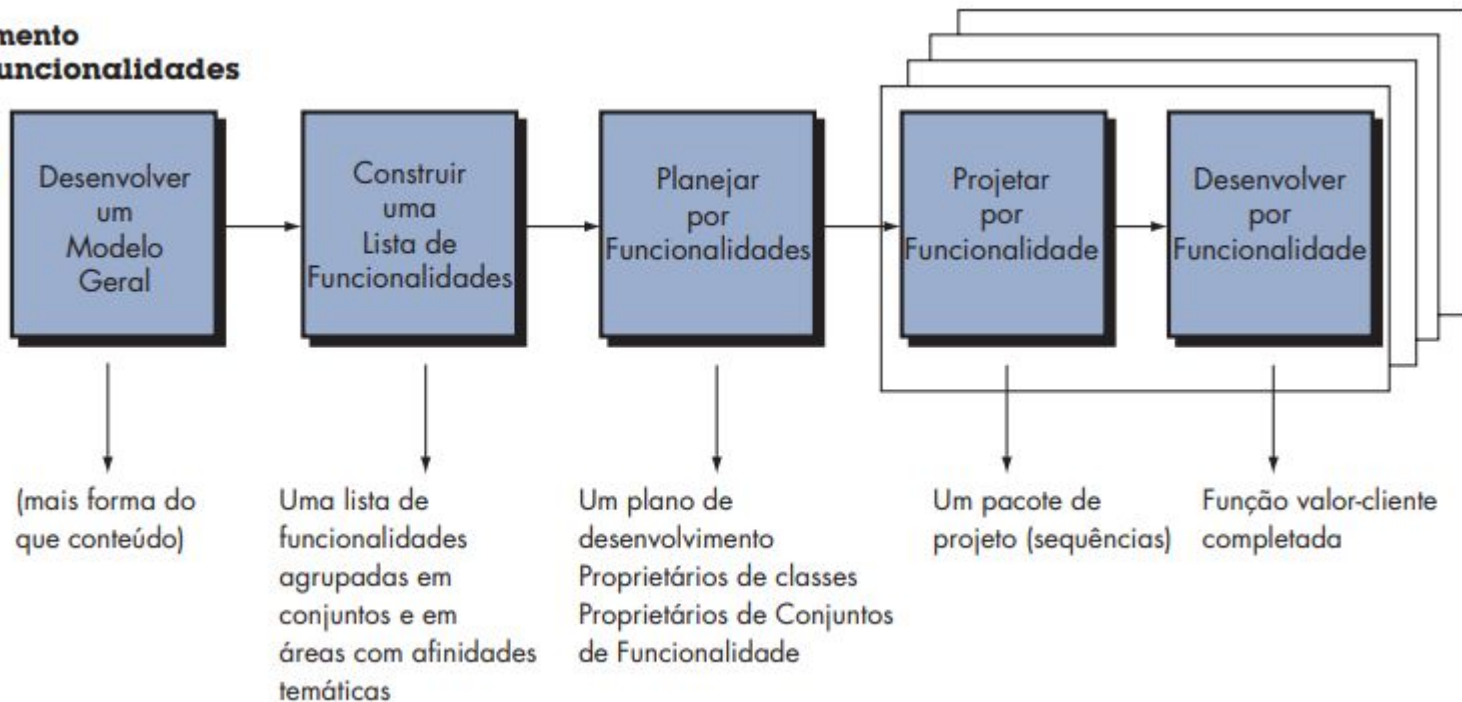 mento
uncionalidades
Desenvolver
um
Modelo
Geral
Construir
uma
Lista de
Funcionalidades
Planejar
por
Funcionalidades
Projetar
por
Funcionalidade
Desenvolver
por
Funcionalidade
(mais forma do
que conteúdo)
Uma lista de
funcionalidades
agrupadas em
conjuntos e em
áreas com afinidades
temáticas
Um plano de
desenvolvimento
Proprietários de classes
Proprietários de Conjuntos
de Funcionalidade
Um pacote de
projeto (sequências)
Função valor-cliente
completada